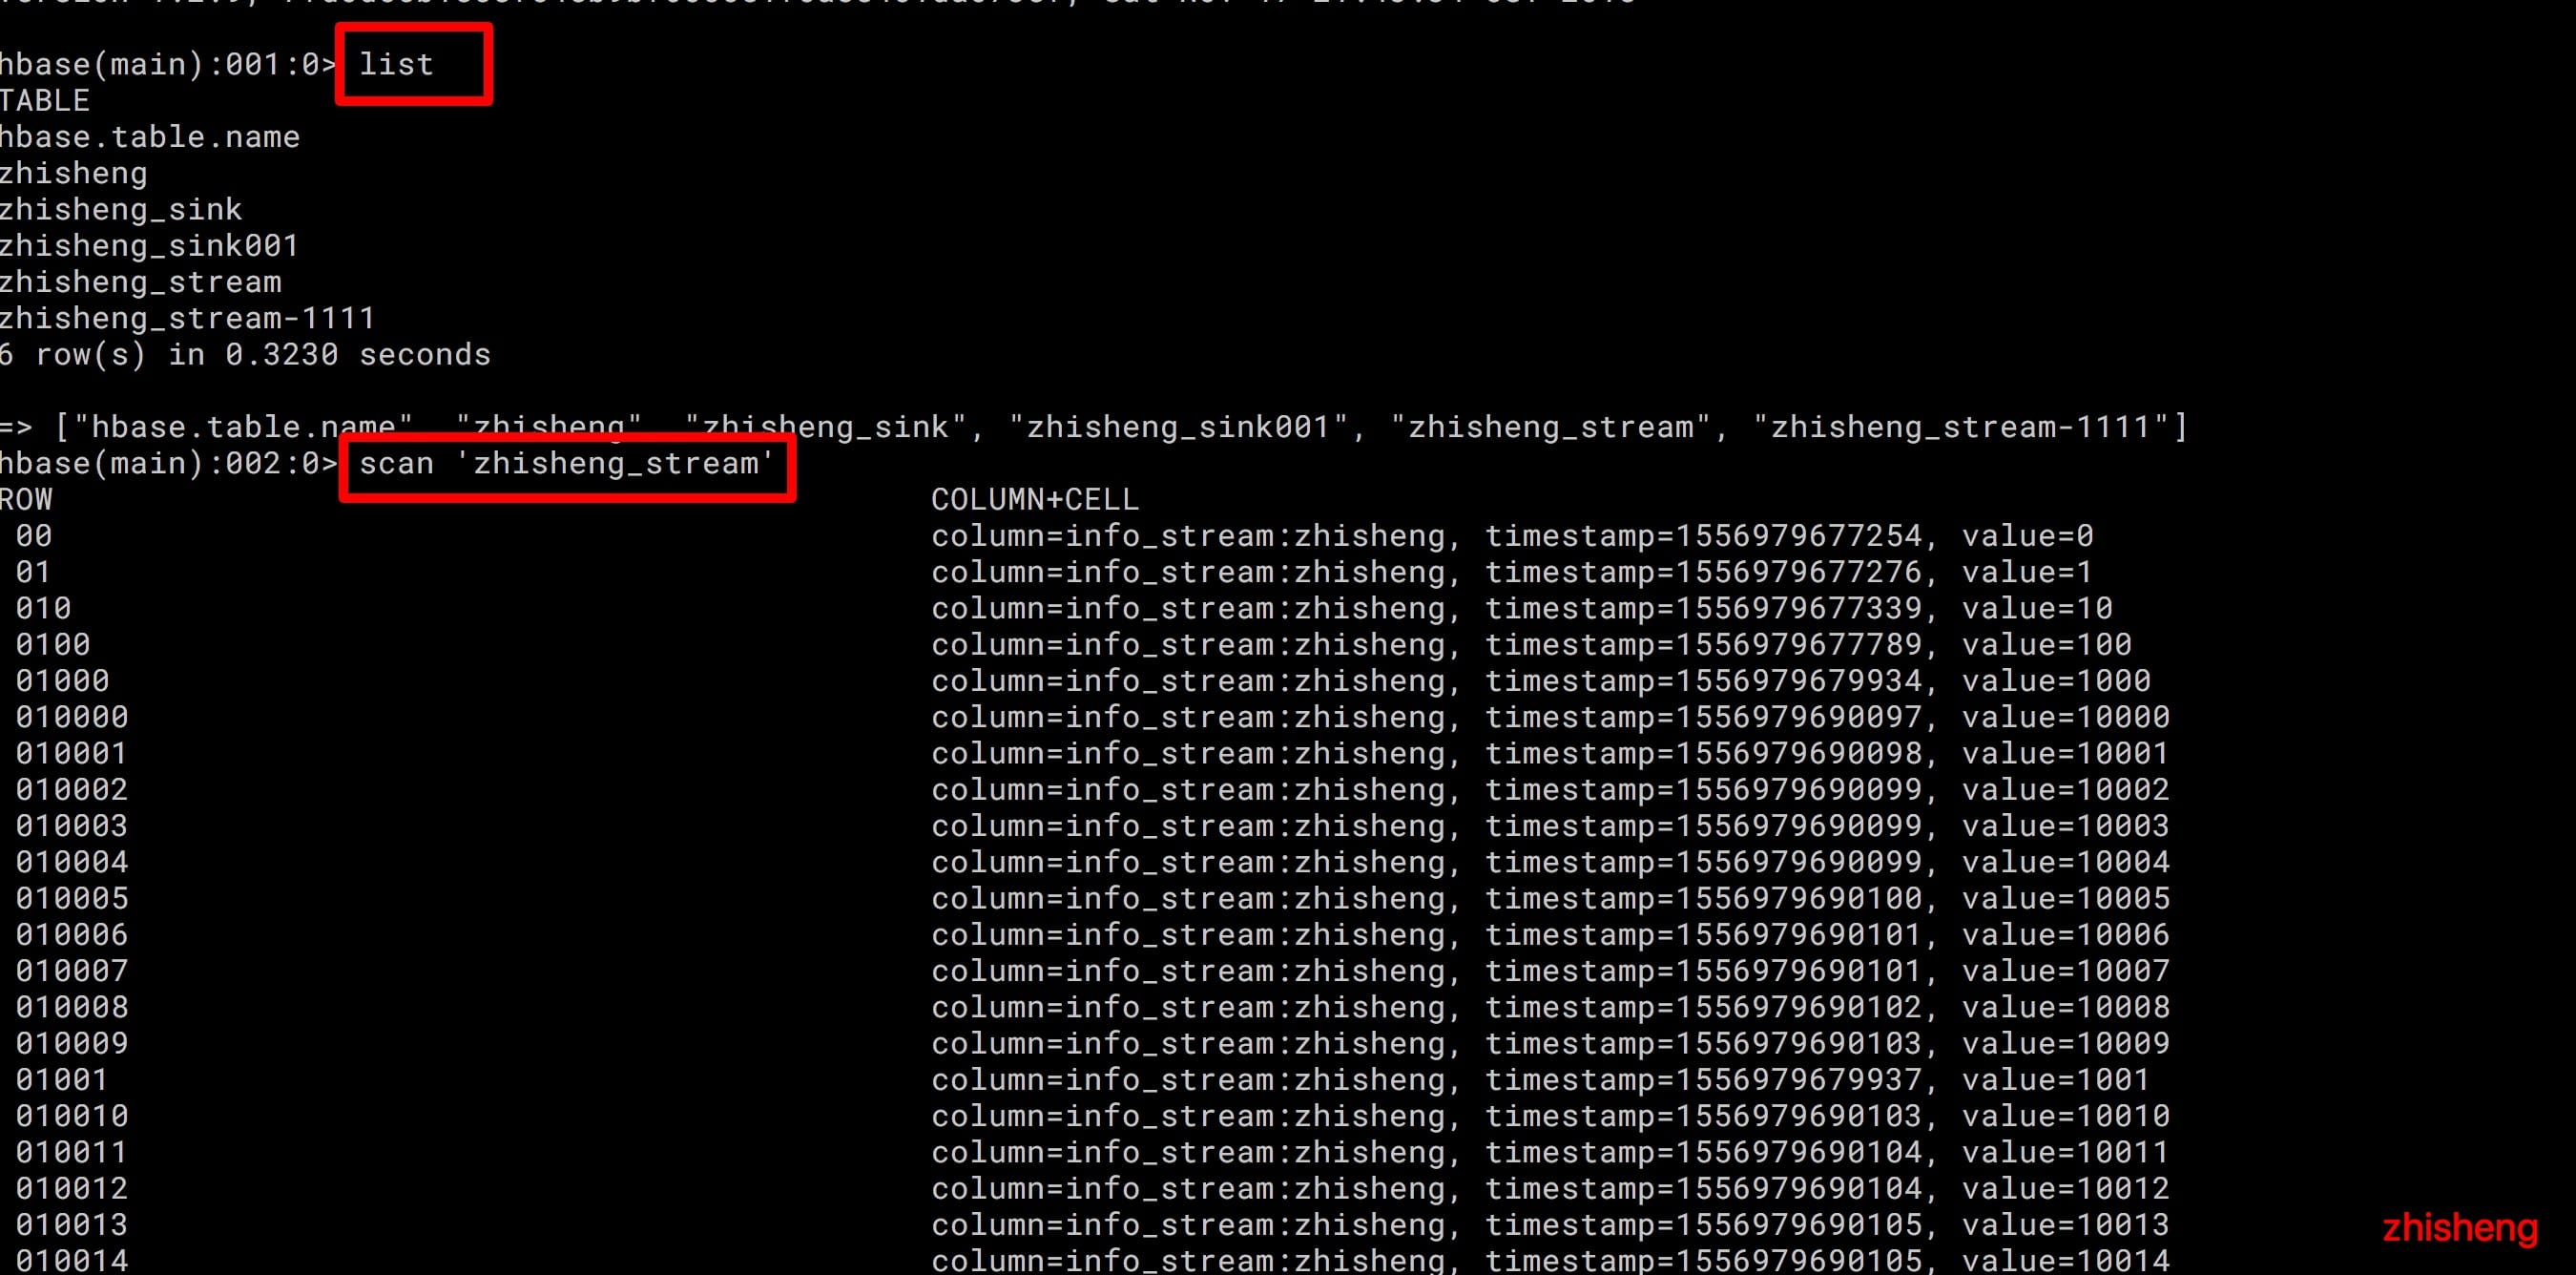 hbase(main):001:0> list
TABLE
hbase.table.name
zhisheng
zhisheng_sink
zhisheng_sink001
zhisheng_stream
zhisheng_stream-1111
6 row(s) in 0.3230 seconds
=> ["hbase.table.name", "zhisheng", "zhisheng_sink", "zhisheng_sink001", "zhisheng_stream", "zhisheng_stream-1111"]
hbase(main):002:0> scan 'zhisheng_stream'
ROW COLUMN+CELL
00 column=info_stream:zhisheng, timestamp=1556979677254, value=0
01 column=info_stream:zhisheng, timestamp=1556979677276, value=1
010 column=info_stream:zhisheng, timestamp=1556979677339, value=10
0100 column=info_stream:zhisheng, timestamp=1556979677789, value=100
01000 column=info_stream:zhisheng, timestamp=1556979679934, value=1000
010000 column=info_stream:zhisheng, timestamp=1556979690097, value=10000
010001 column=info_stream:zhisheng, timestamp=1556979690098, value=10001
010002 column=info_stream:zhisheng, timestamp=1556979690099, value=10002
010003 column=info_stream:zhisheng, timestamp=1556979690099, value=10003
010004 column=info_stream:zhisheng, timestamp=1556979690099, value=10004
010005 column=info_stream:zhisheng, timestamp=1556979690100, value=10005
010006 column=info_stream:zhisheng, timestamp=1556979690101, value=10006
010007 column=info_stream:zhisheng, timestamp=1556979690101, value=10007
010008 column=info_stream:zhisheng, timestamp=1556979690102, value=10008
010009 column=info_stream:zhisheng, timestamp=1556979690103, value=10009
01001 column=info_stream:zhisheng, timestamp=1556979679937, value=1001
010010 column=info_stream:zhisheng, timestamp=1556979690103, value=10010
010011 column=info_stream:zhisheng, timestamp=1556979690104, value=10011
010012 column=info_stream:zhisheng, timestamp=1556979690104, value=10012
010013 column=info_stream:zhisheng, timestamp=1556979690105, value=10013
010014 column=info_stream:zhisheng, timestamp=1556979690105, value=10014
zhisheng